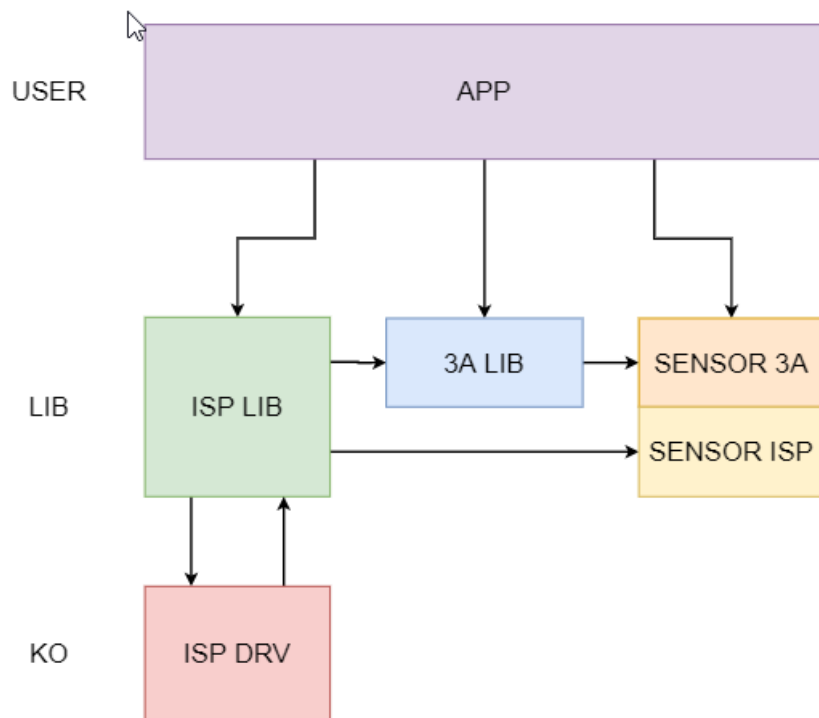 USER
APP
LIB
ISP LIB
3A LIB
SENSOR 3A
SENSOR ISP
KO
ISP DRV